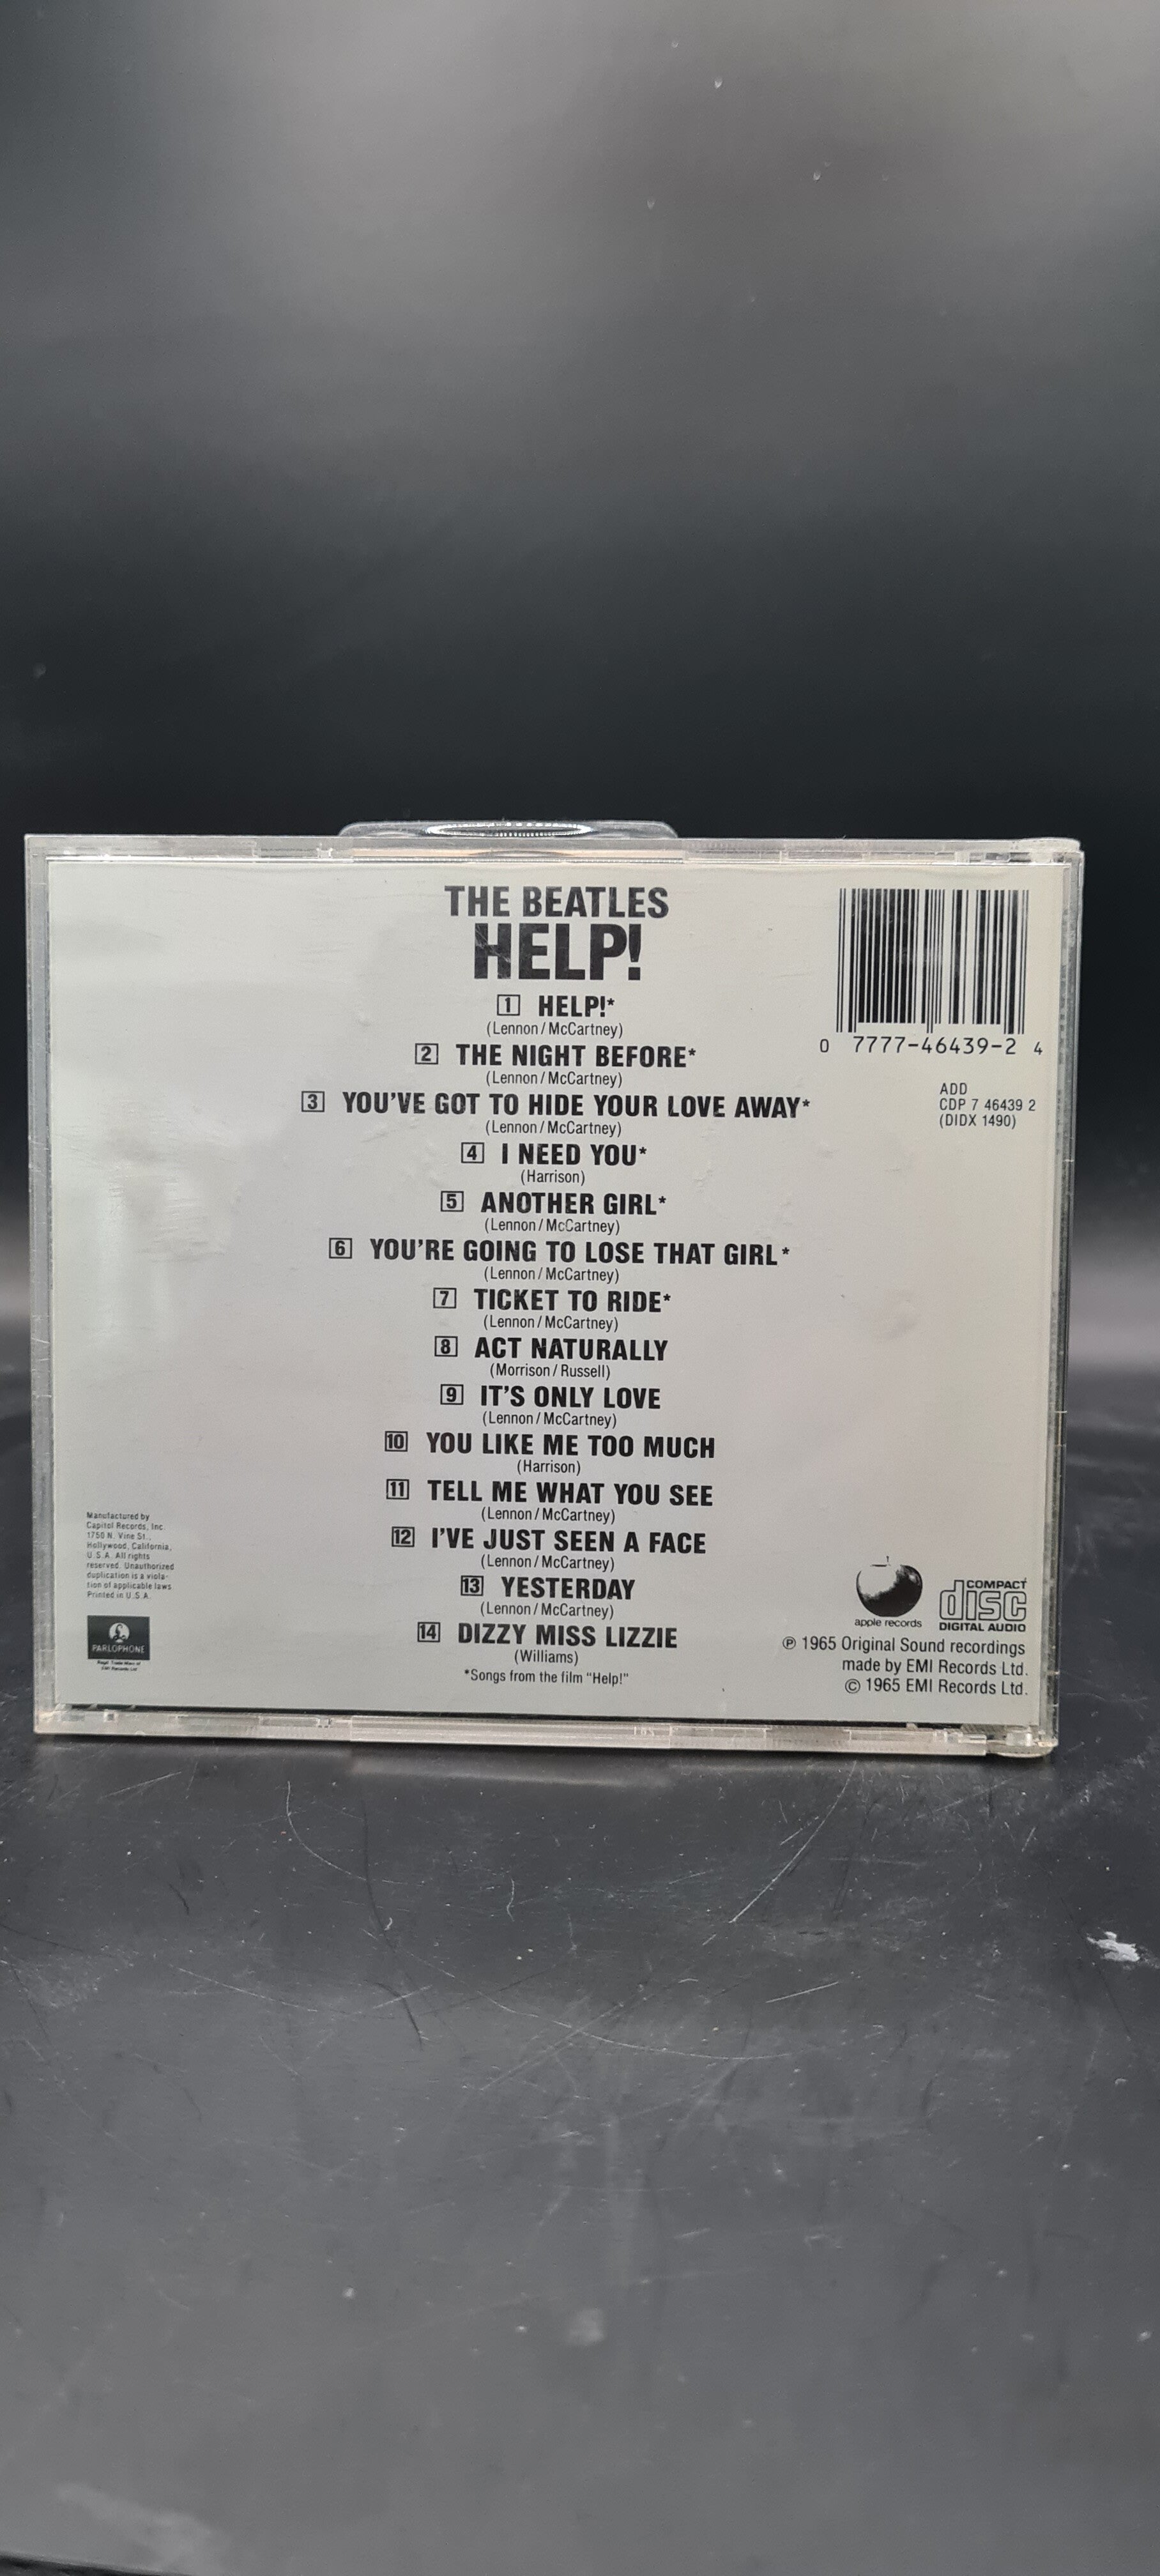 THE BEATLES
HELP!
1 HELP!*
(Lennon/McCartney)
2 THE NIGHT BEFORE*
(Lennon/McCartney)
3 YOU'VE GOT TO HIDE YOUR LOVE AWAY*
(Lennon/McCartney)
4 I NEED YOU*
(Harrison)
5 ANOTHER GIRL*
(Lennon/McCartney)
6 YOU'RE GOING TO LOSE THAT GIRL*
(Lennon/McCartney)
7 TICKET TO RIDE*
(Lennon/McCartney)
8 ACT NATURALLY
(Morrison/Russell)
9 IT'S ONLY LOVE
(Lennon/McCartney)
10 YOU LIKE ME TOO MUCH
(Harrison)
11 TELL ME WHAT YOU SEE
(Lennon/McCartney)
12 I'VE JUST SEEN A FACE
(Lennon/McCartney)
13 YESTERDAY
(Lennon/McCartney)
14 DIZZY MISS LIZZIE
(Williams)
*Songs from the film "Help!"
0 7777-46439-2 4
ADD
CDP 7 46439 2
(DIDX 1490)
Manufactured by
Capitol Records, Inc.
1750 N. Vine St.,
Hollywood, California,
U.S.A. All rights
reserved. Unauthorized
duplication is a viola-
tion of applicable laws
Printed in U.S.A.
PARLOPHONE
Regd. Trade Mark of
EMI Records Ltd
apple records
COMPACT
disc
DIGITAL AUDIO
℗ 1965 Original Sound recordings
made by EMI Records Ltd.
© 1965 EMI Records Ltd.